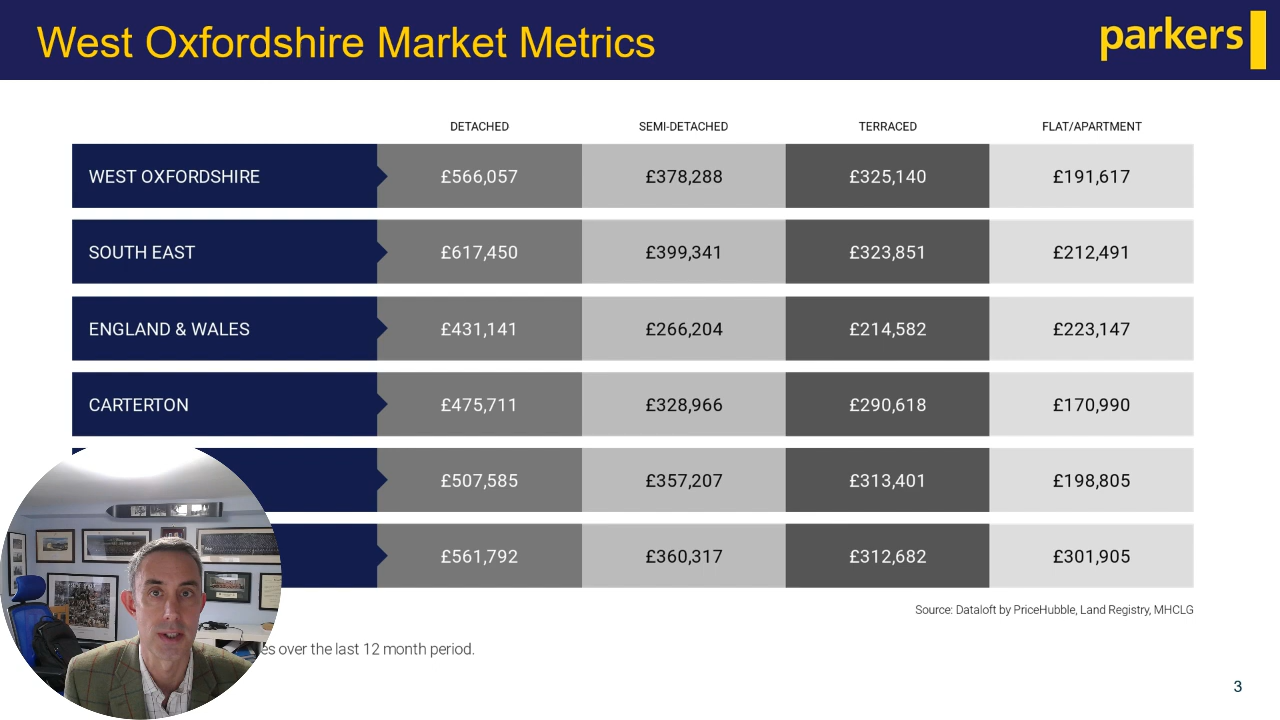 West Oxfordshire Market Metrics
parkers
DETACHED SEMI-DETACHED TERRACED FLAT/APARTMENT
WEST OXFORDSHIRE £566,057 £378,288 £325,140 £191,617
SOUTH EAST £617,450 £399,341 £323,851 £212,491
ENGLAND & WALES £431,141 £266,204 £214,582 £223,147
CARTERTON £475,711 £328,966 £290,618 £170,990
£507,585 £357,207 £313,401 £198,805
£561,792 £360,317 £312,682 £301,905
Source: Dataloft by PriceHubble, Land Registry, MHCLG
over the last 12 month period.
3